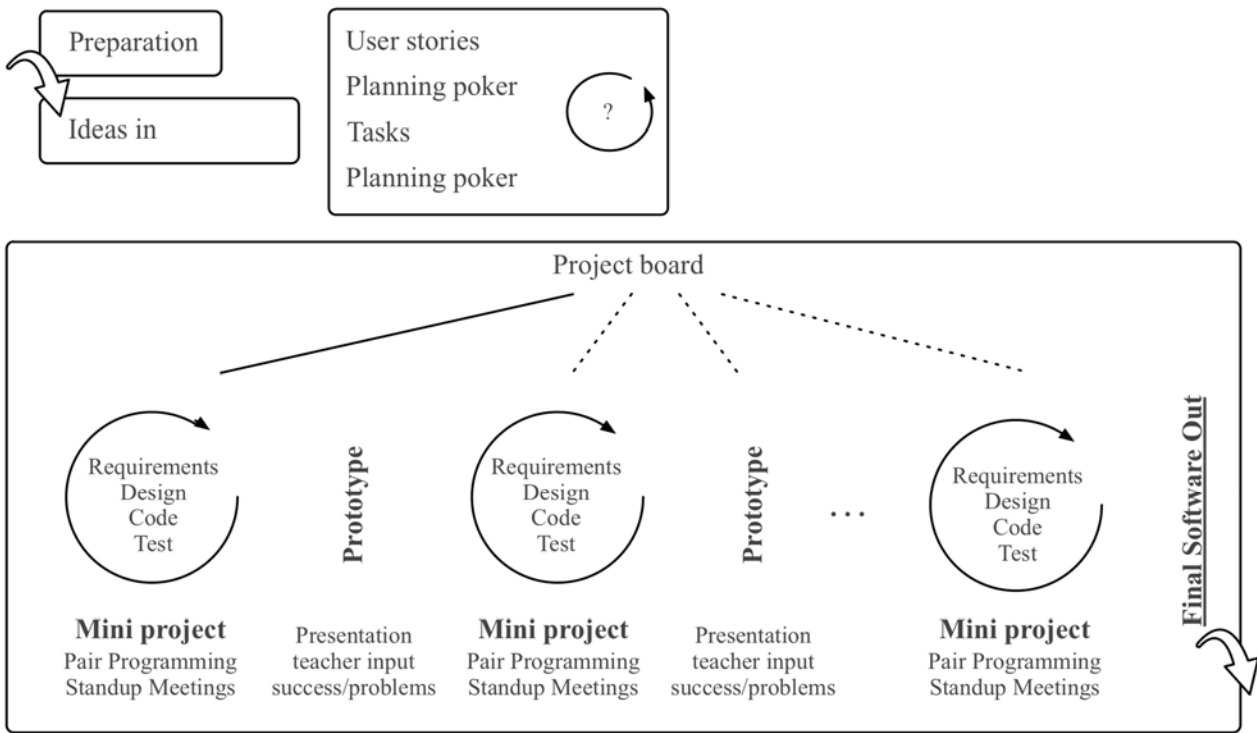 Preparation
Ideas in
User stories
Planning poker
?
Tasks
Planning poker
Project board
Requirements
Design
Code
Test
Mini project
Pair Programming
Standup Meetings
Prototype
Presentation
teacher input
success/problems
Requirements
Design
Code
Test
Mini project
Pair Programming
Standup Meetings
Prototype
Presentation
teacher input
success/problems
...
Requirements
Design
Code
Test
Mini project
Pair Programming
Standup Meetings
Final Software Out